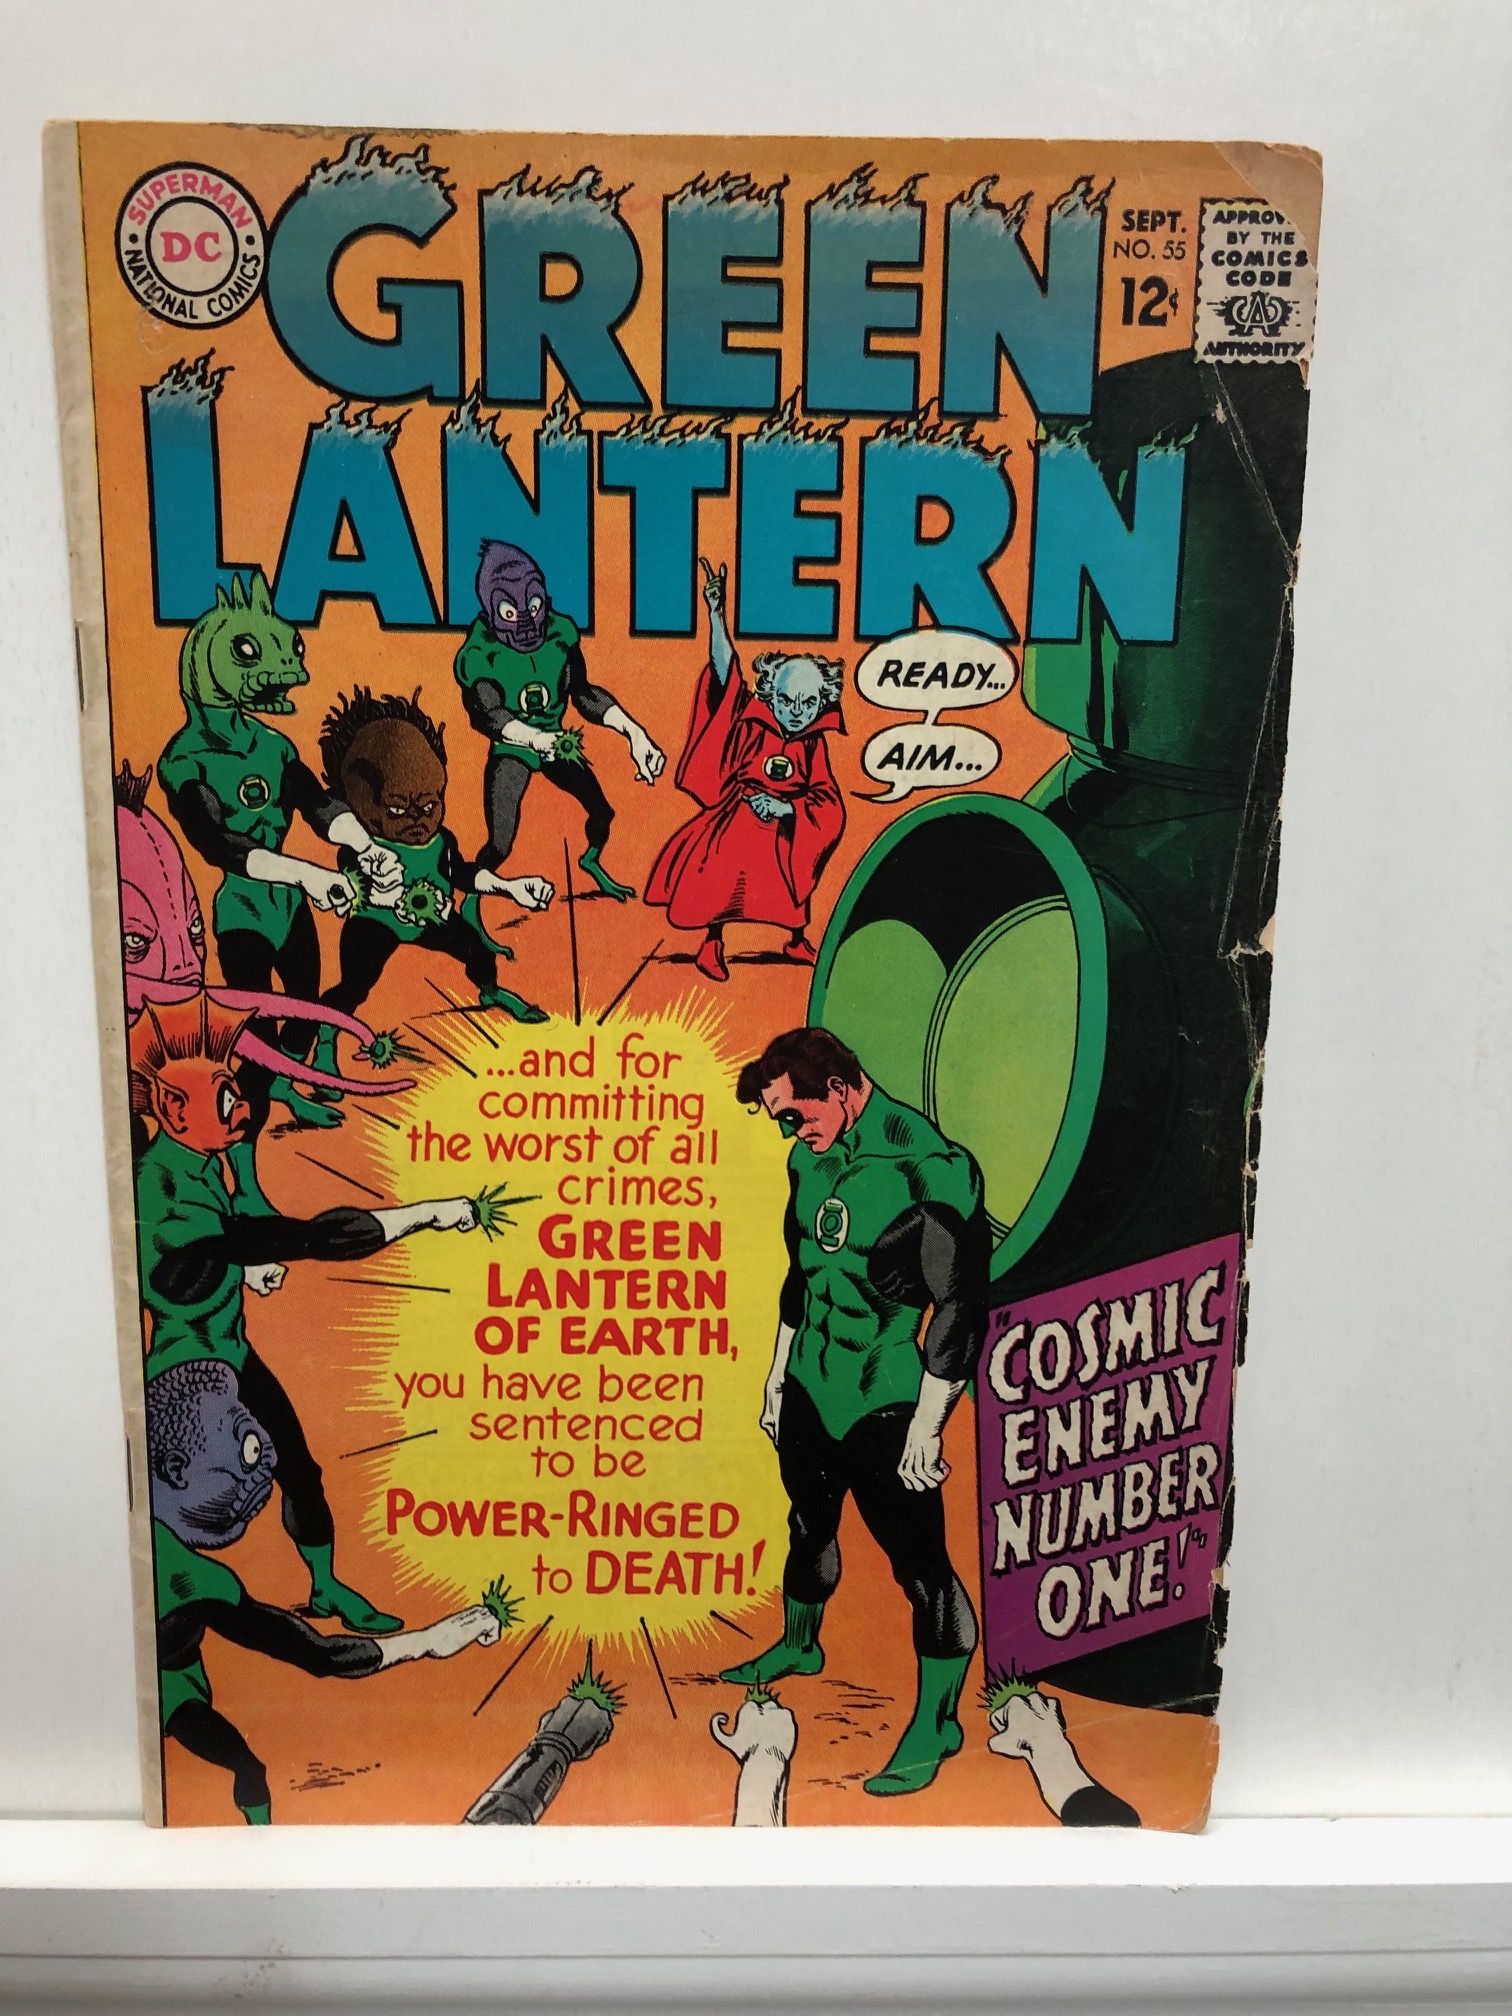 SUPERMAN
DC
NATIONAL COMICS
GREEN
LANTERN
SEPT.
NO. 55
12¢
BY THE
COMICS
CODE
AUTHORITY
READY...
AIM...
...and for
committing
the worst of all
crimes,
GREEN
LANTERN
OF EARTH,
you have been
sentenced
to be
POWER-RINGED
to DEATH!
"COSMIC
ENEMY
NUMBER
ONE!"